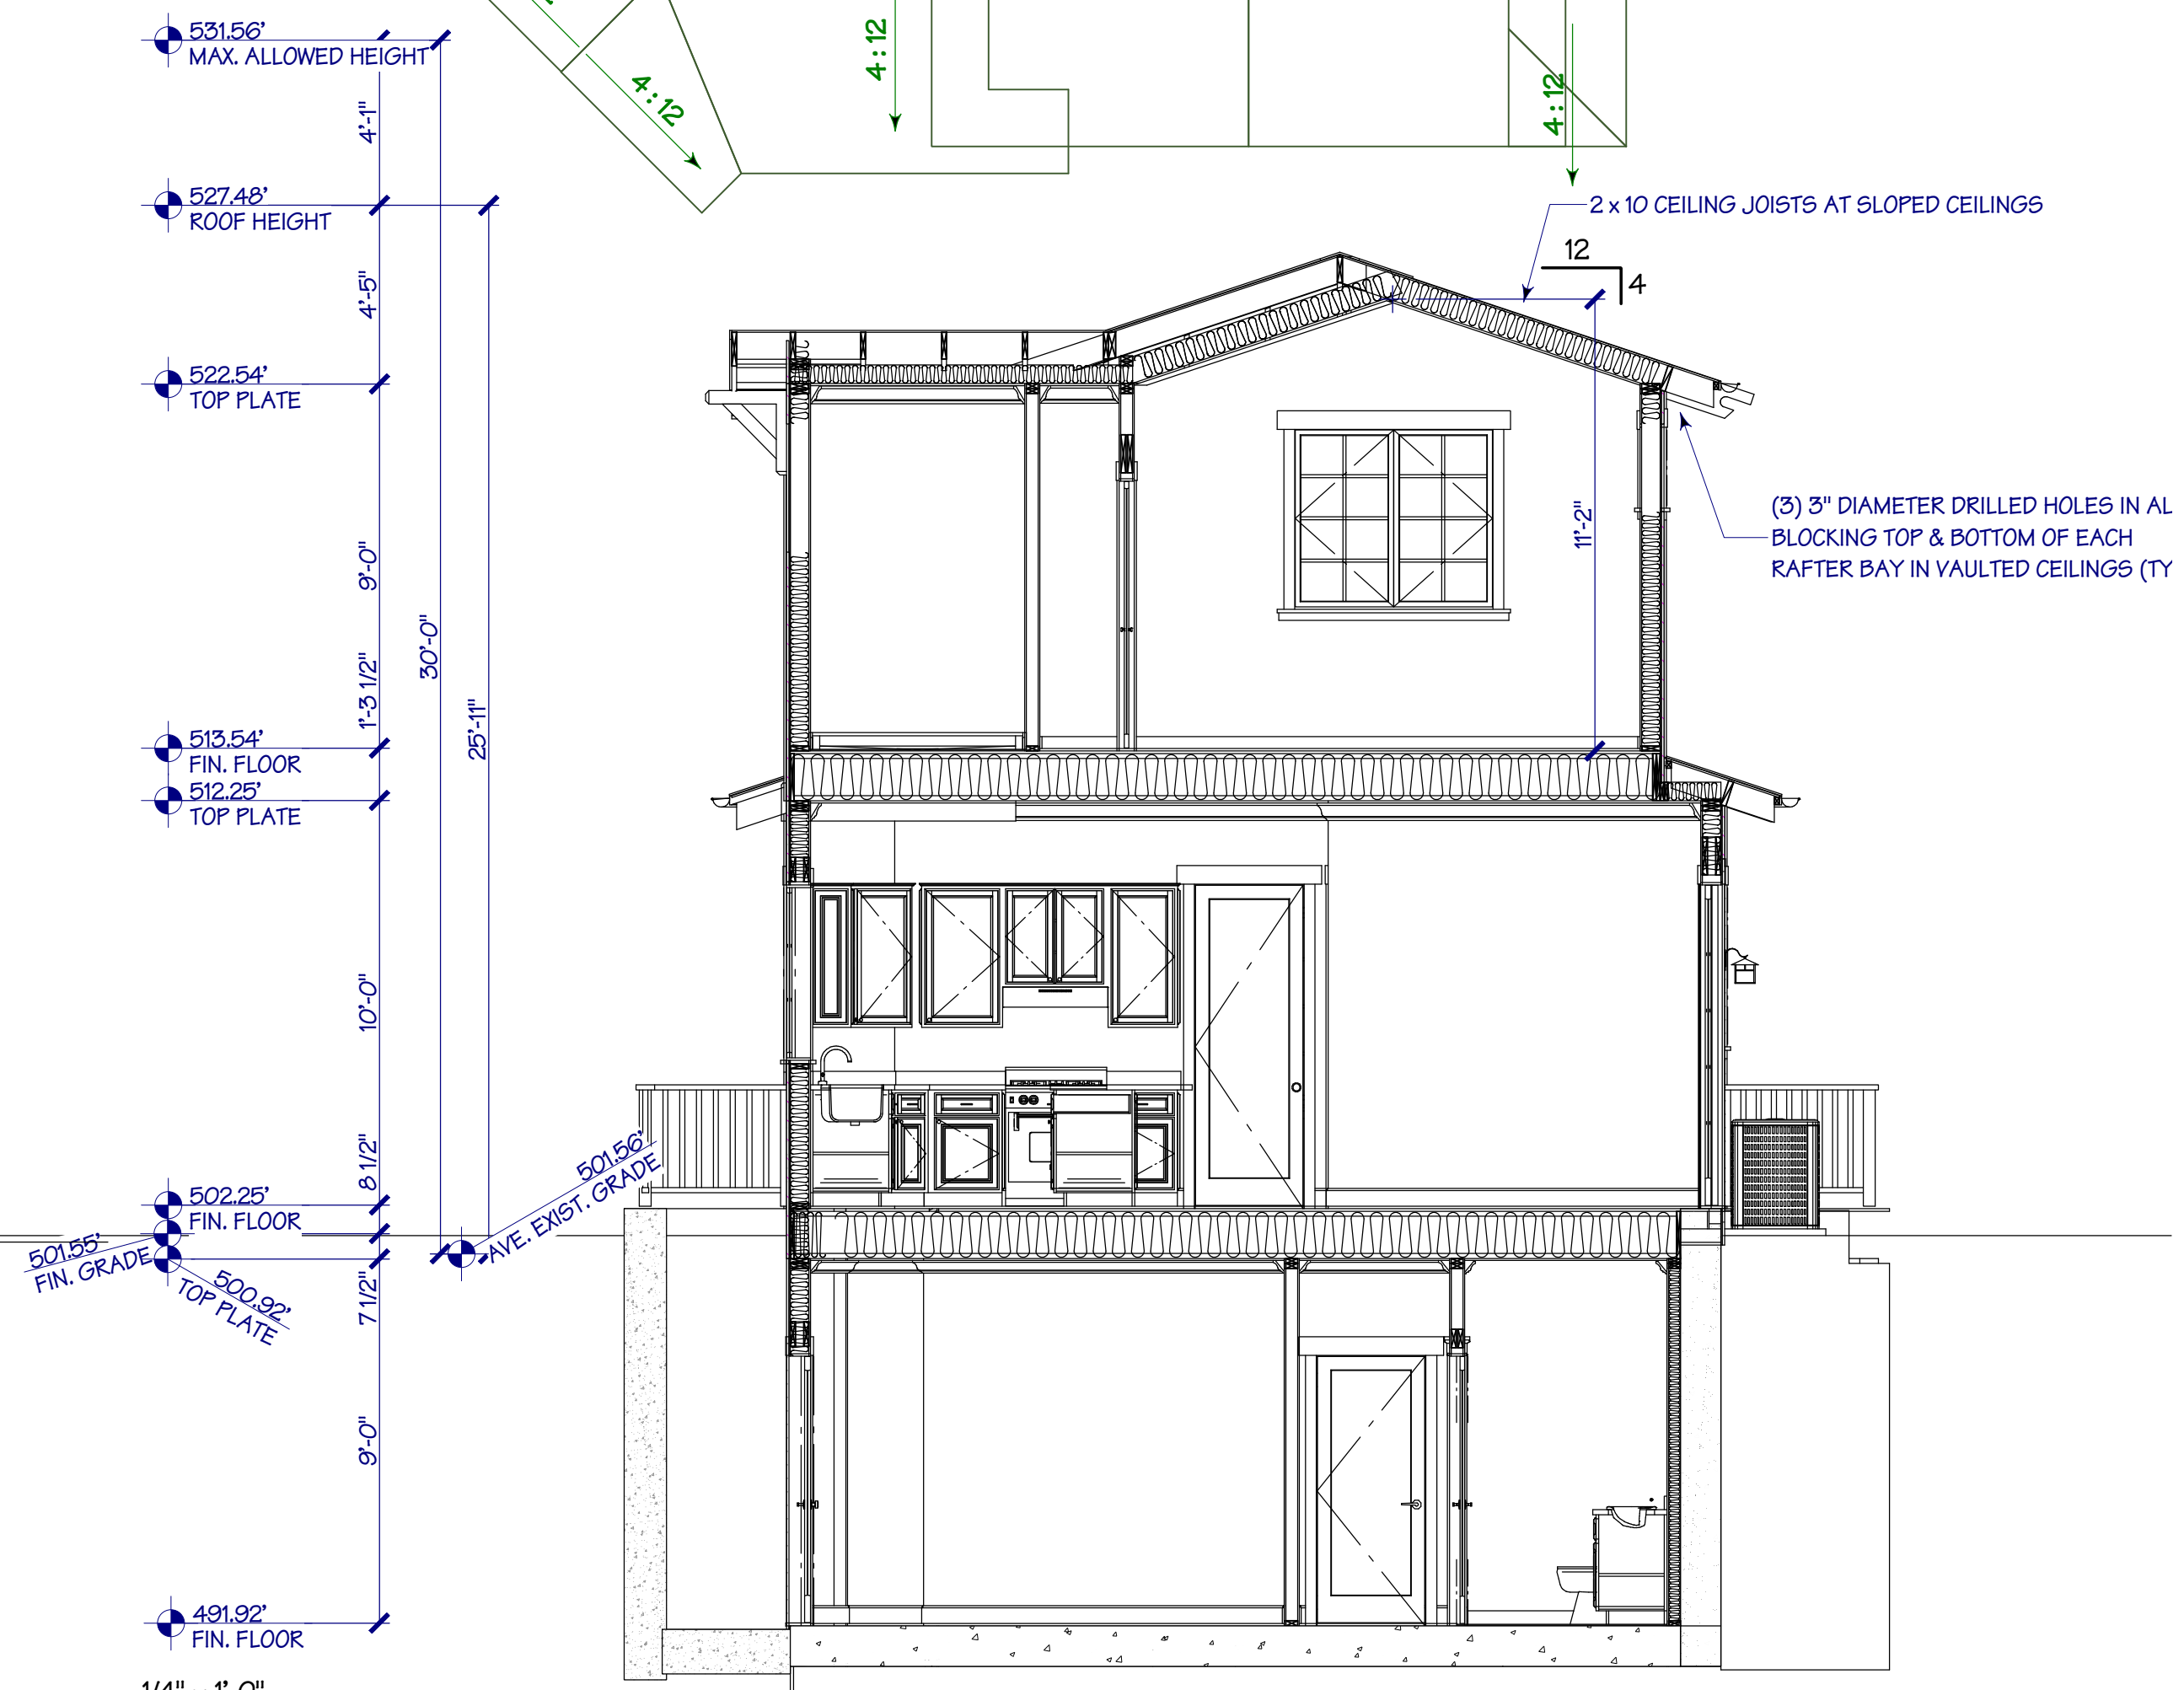 531.56'
MAX. ALLOWED HEIGHT
4'-1"
527.48'
ROOF HEIGHT
4'-5"
522.54'
TOP PLATE
9'-0"
1'-3 1/2"
513.54'
FIN. FLOOR
512.25'
TOP PLATE
10'-0"
8 1/2"
502.25'
FIN. FLOOR
501.55'
FIN. GRADE
500.92'
TOP PLATE
7 1/2"
9'-0"
491.92'
FIN. FLOOR
30'-0"
25'-11"
501.56'
AVE. EXIST. GRADE
4:12
4:12
4:12
2 x 10 CEILING JOISTS AT SLOPED CEILINGS
12
4
11'-2"
(3) 3" DIAMETER DRILLED HOLES IN AL
BLOCKING TOP & BOTTOM OF EACH
RAFTER BAY IN VAULTED CEILINGS (TY